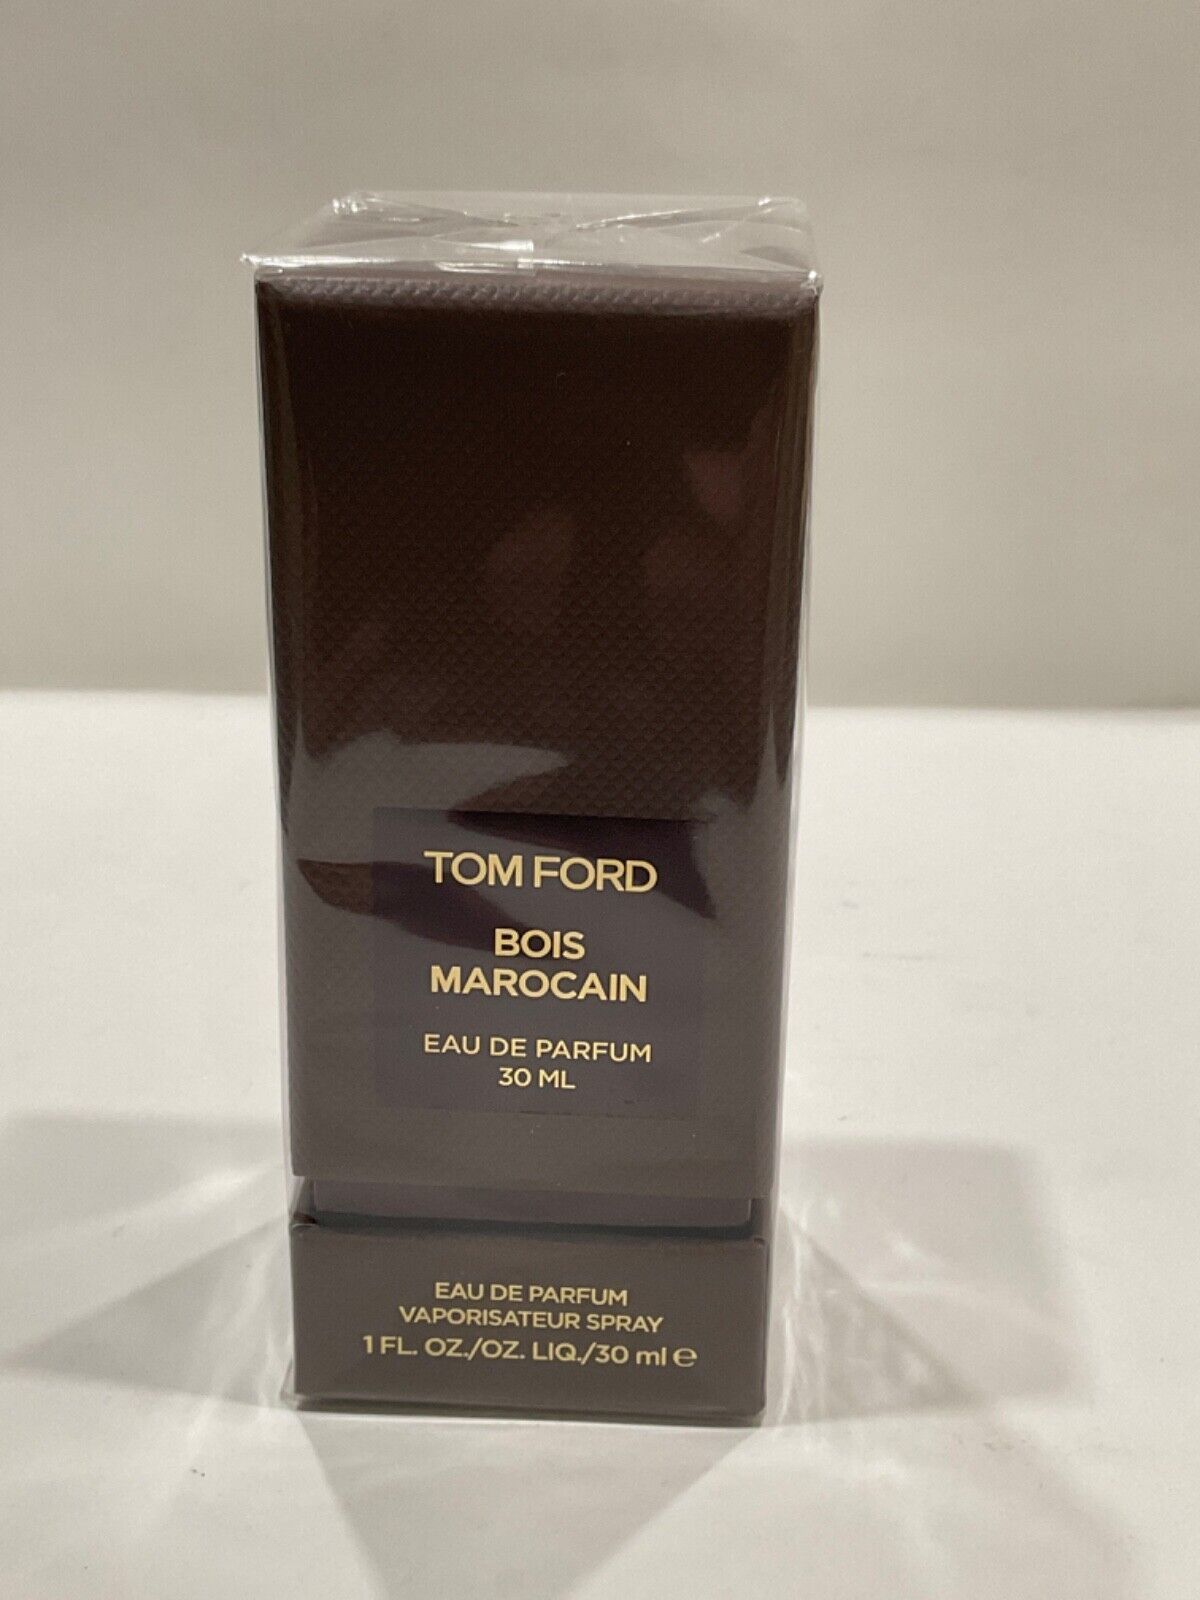 TOM FORD
BOIS
MAROCAIN
EAU DE PARFUM
30 ML
EAU DE PARFUM
VAPORISATEUR SPRAY
1 FL. OZ./OZ. LIQ./30 ml ℮